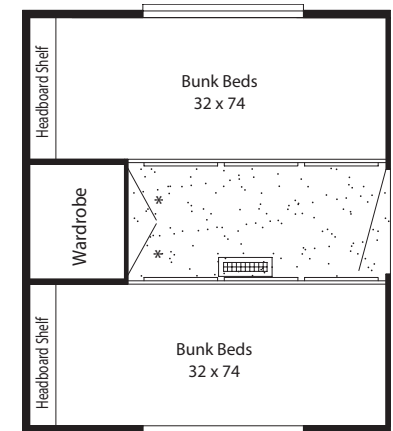 Headboard Shelf
Bunk Beds
32 x 74
Wardrobe
*
*
Headboard Shelf
Bunk Beds
32 x 74